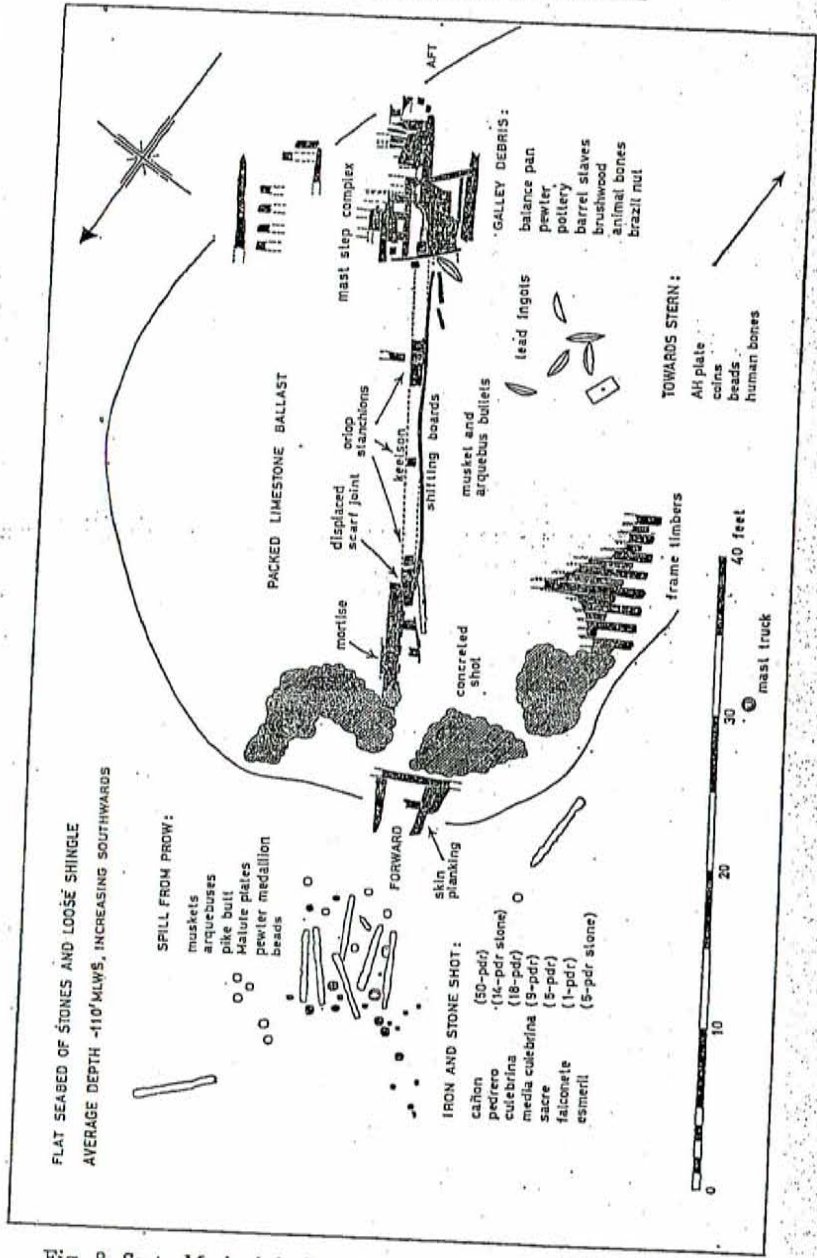 FLAT SEABED OF STONES AND LOOSE SHINGLE
AVERAGE DEPTH -110' MLWS, INCREASING SOUTHWARDS
SPILL FROM PROW:
muskets
arquebuses
pike butt
Malute plates
pewter medallion
beads
FORWARD
skin
planking
IRON AND STONE SHOT:
cañon (50-pdr)
pedrero (14-pdr stone)
culebrina (18-pdr)
media culebrina (9-pdr)
sacre (5-pdr)
falconete (1-pdr)
esmeril (5-pdr stone)
PACKED LIMESTONE BALLAST
mortise
displaced
scarf joint
orlop
stanchions
keelson
shifting boards
mast step complex
AFT
concreted
shot
musket and
arquebus bullets
lead ingots
GALLEY DEBRIS:
balance pan
pewter
pottery
barrel staves
brushwood
animal bones
brazil nut
frame timbers
TOWARDS STERN:
AH plate
coins
beads
human bones
0 10 20 30 40 feet
mast truck